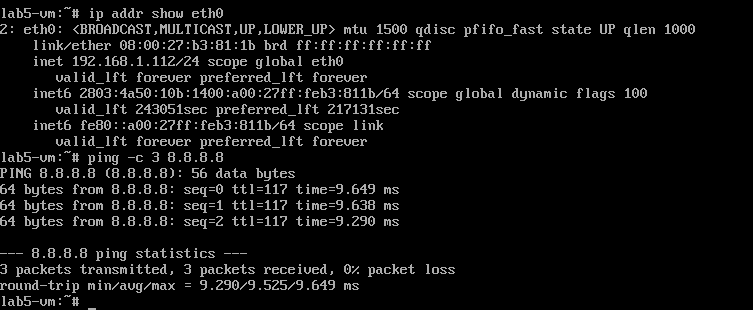 lab5-vm:~# ip addr show eth0
2: eth0: <BROADCAST,MULTICAST,UP,LOWER_UP> mtu 1500 qdisc pfifo_fast state UP qlen 1000
    link/ether 08:00:27:b3:81:1b brd ff:ff:ff:ff:ff:ff
    inet 192.168.1.112/24 scope global eth0
       valid_lft forever preferred_lft forever
    inet6 2803:4a50:10b:1400:a00:27ff:feb3:811b/64 scope global dynamic flags 100
       valid_lft 243051sec preferred_lft 217131sec
    inet6 fe80::a00:27ff:feb3:811b/64 scope link
       valid_lft forever preferred_lft forever
lab5-vm:~# ping -c 3 8.8.8.8
PING 8.8.8.8 (8.8.8.8): 56 data bytes
64 bytes from 8.8.8.8: seq=0 ttl=117 time=9.649 ms
64 bytes from 8.8.8.8: seq=1 ttl=117 time=9.638 ms
64 bytes from 8.8.8.8: seq=2 ttl=117 time=9.290 ms

--- 8.8.8.8 ping statistics ---
3 packets transmitted, 3 packets received, 0% packet loss
round-trip min/avg/max = 9.290/9.525/9.649 ms
lab5-vm:~# _